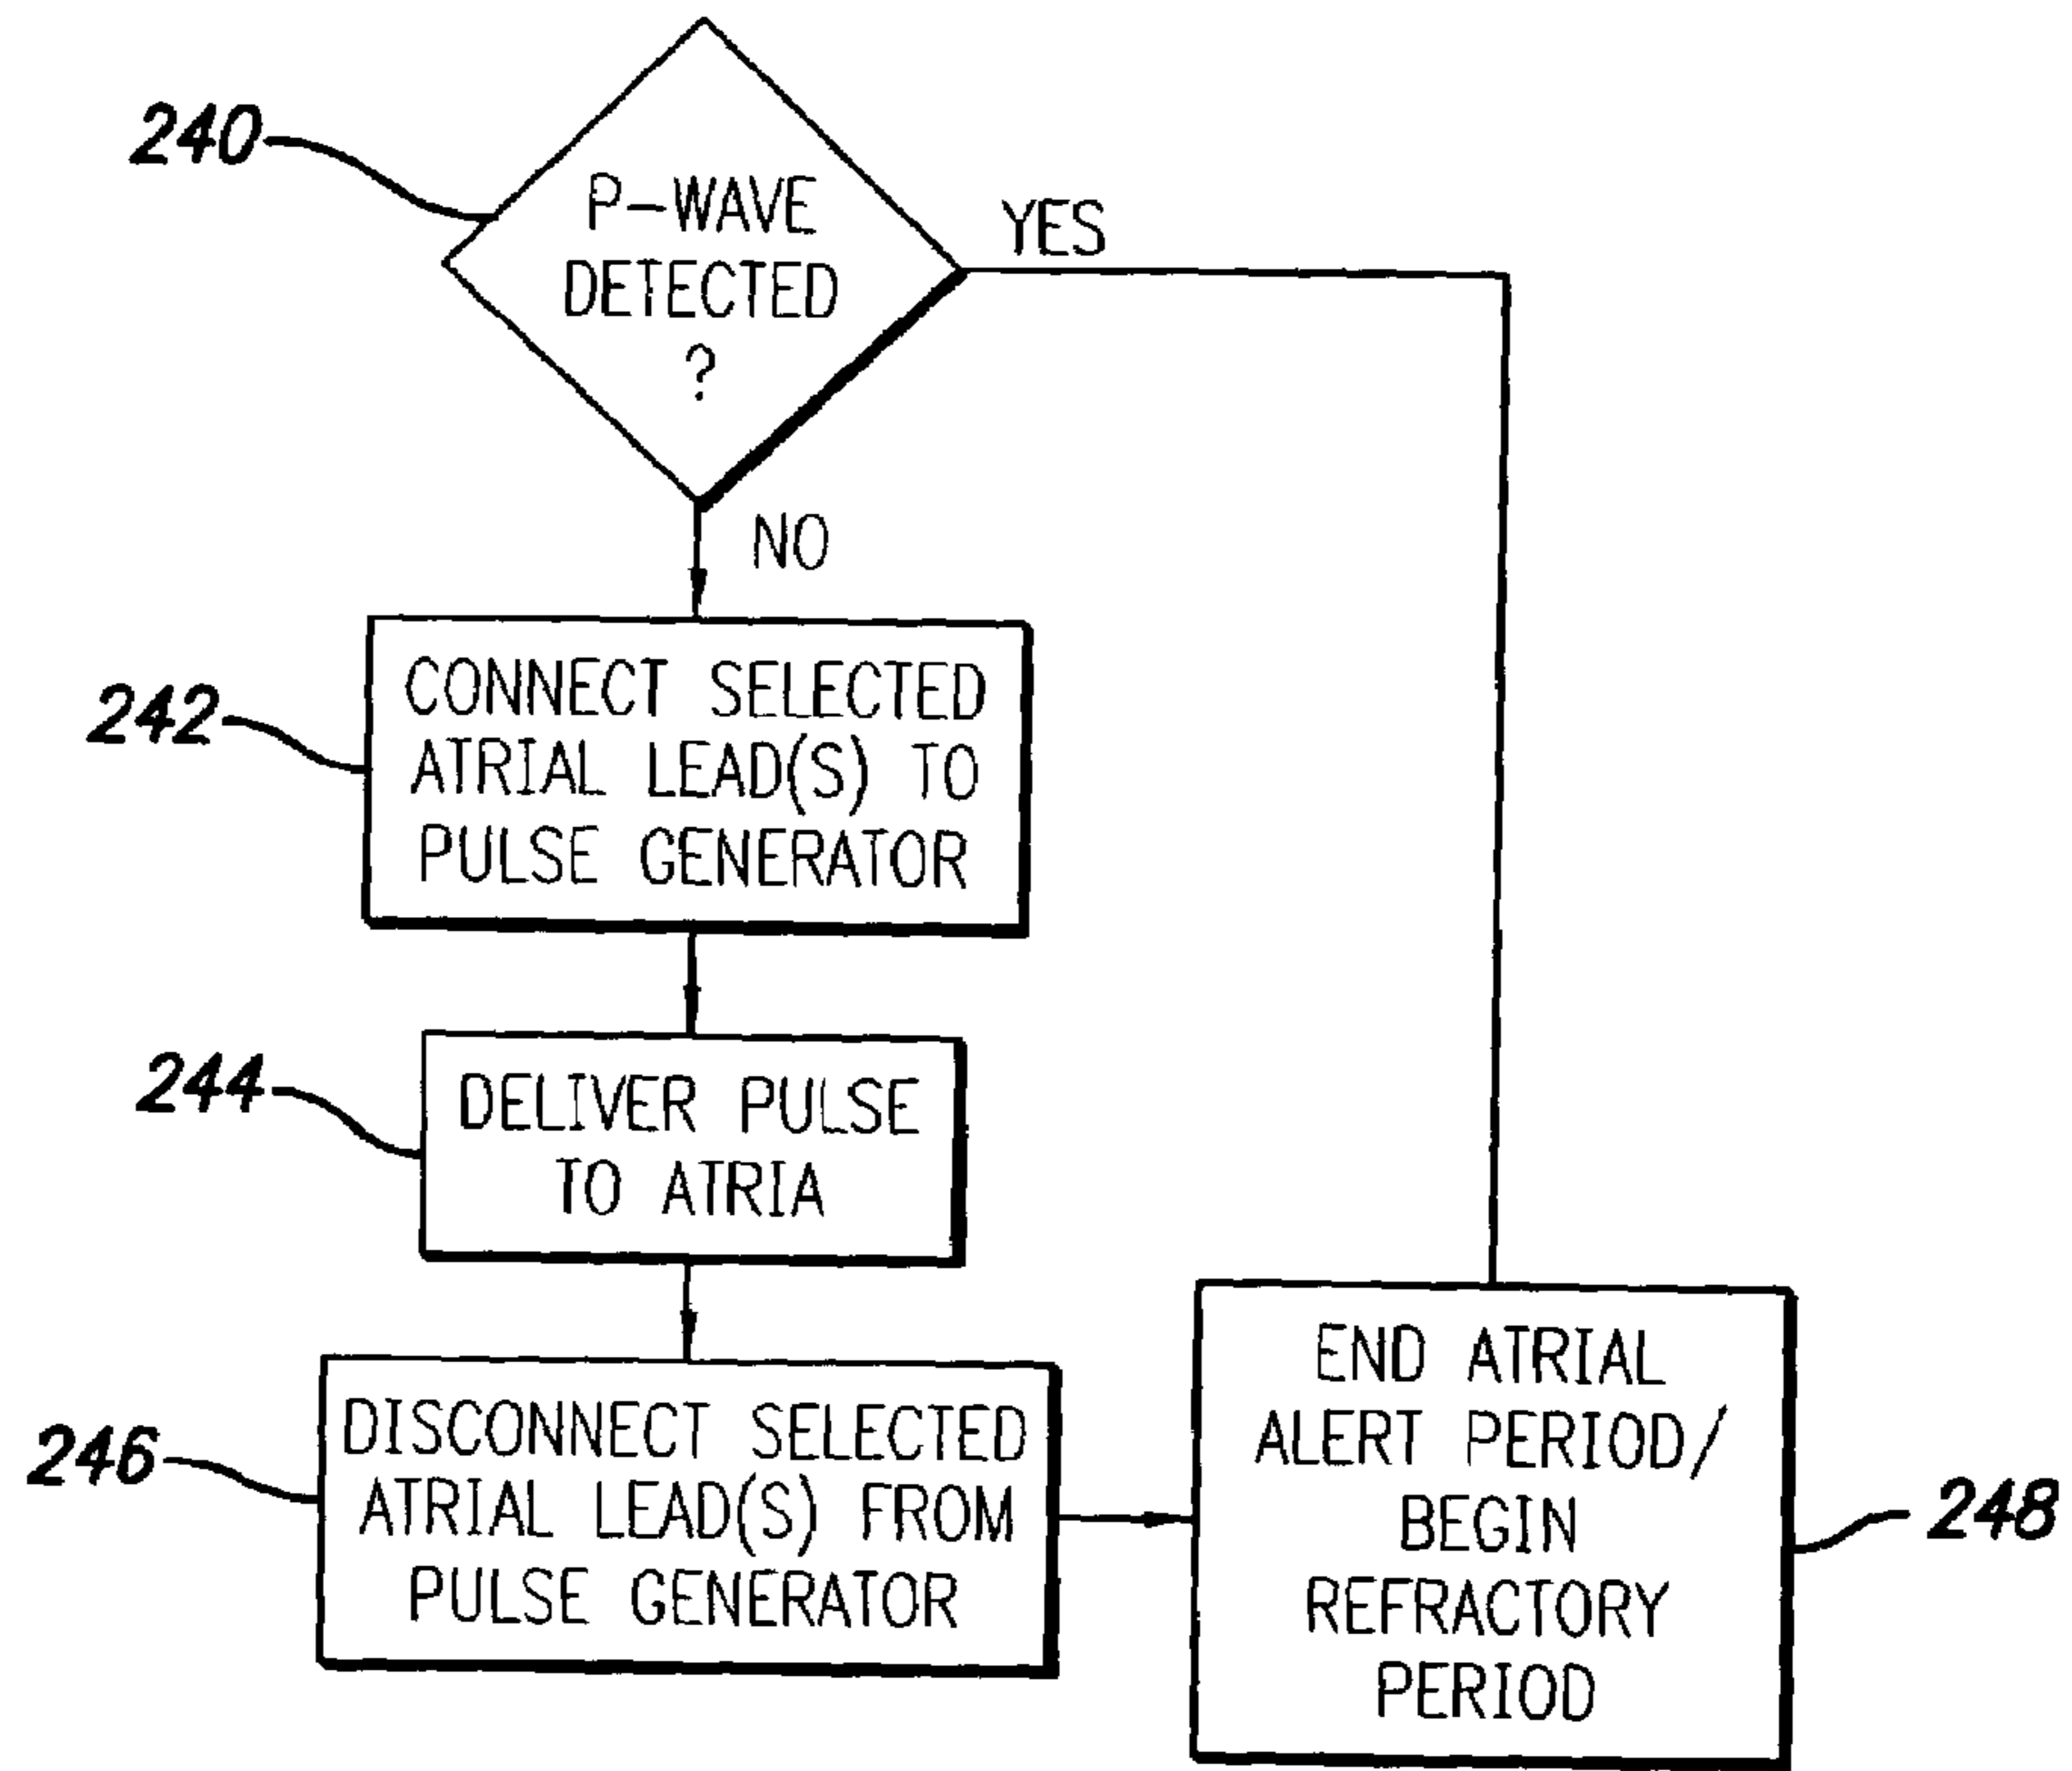 240
P-WAVE
DETECTED
?
YES
NO
242
CONNECT SELECTED
ATRIAL LEAD(S) TO
PULSE GENERATOR
244
DELIVER PULSE
TO ATRIA
246
DISCONNECT SELECTED
ATRIAL LEAD(S) FROM
PULSE GENERATOR
END ATRIAL
ALERT PERIOD/
BEGIN
REFRACTORY
PERIOD
248